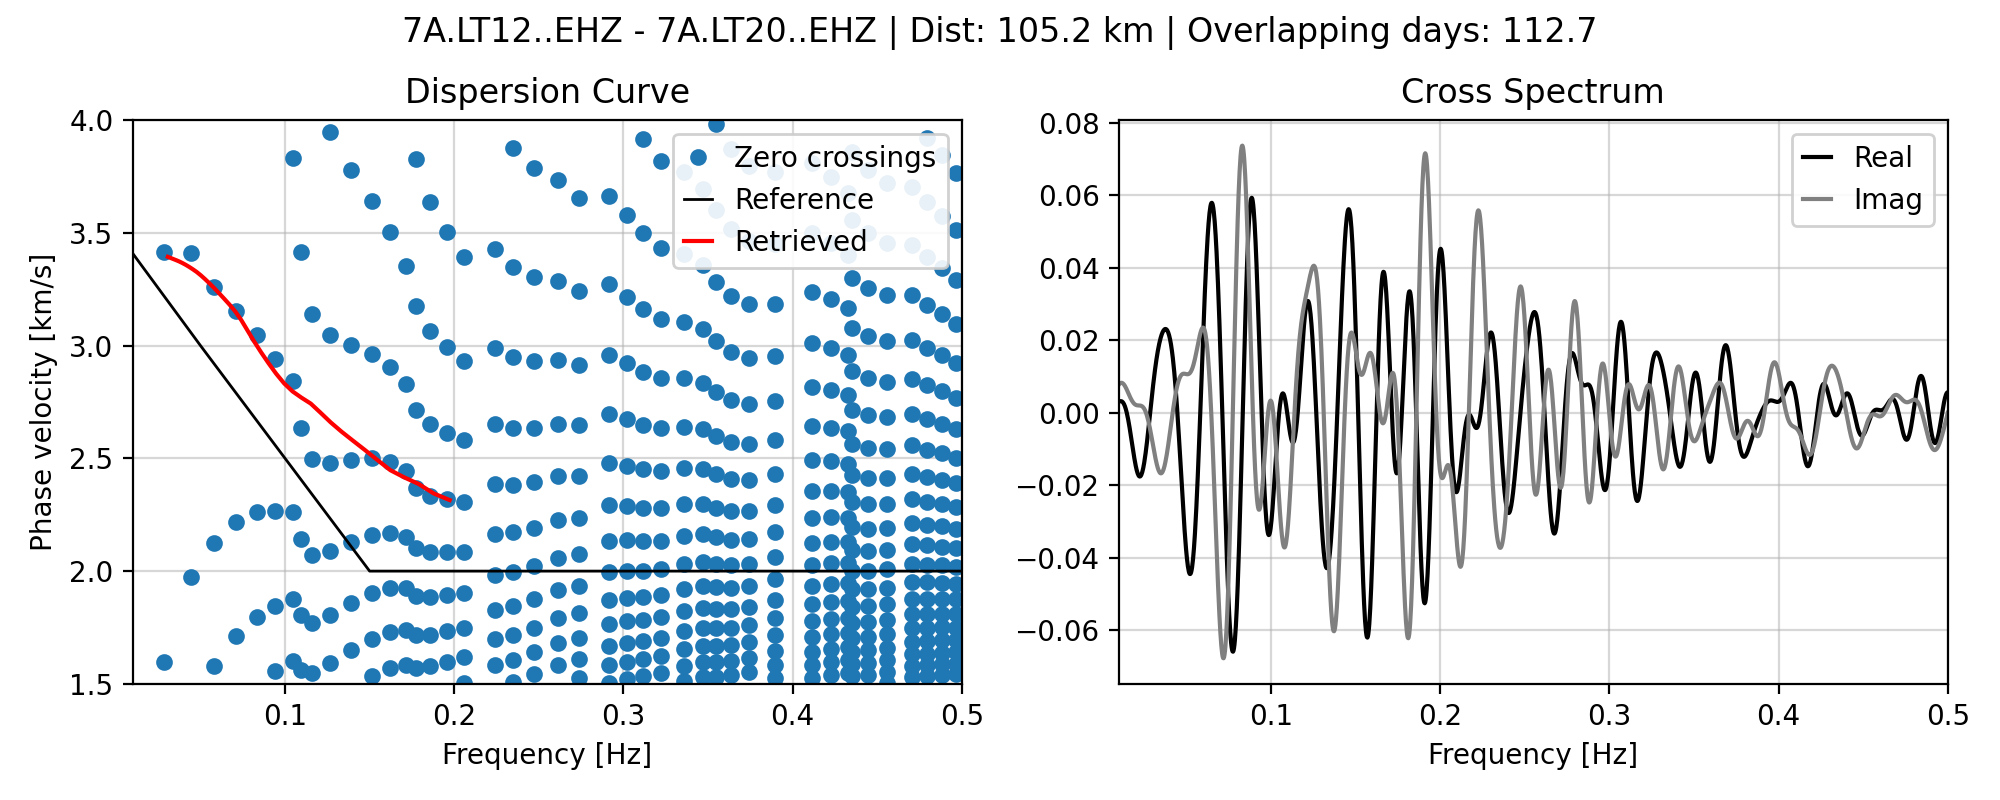 7A.LT12..EHZ - 7A.LT20..EHZ | Dist: 105.2 km | Overlapping days: 112.7
Dispersion Curve
Phase velocity [km/s]
4.0
3.5
3.0
2.5
2.0
1.5
0.1 0.2 0.3 0.4 0.5
Frequency [Hz]
Zero crossings
Reference
Retrieved
Cross Spectrum
0.08
0.06
0.04
0.02
0.00
−0.02
−0.04
−0.06
0.1 0.2 0.3 0.4 0.5
Frequency [Hz]
Real
Imag